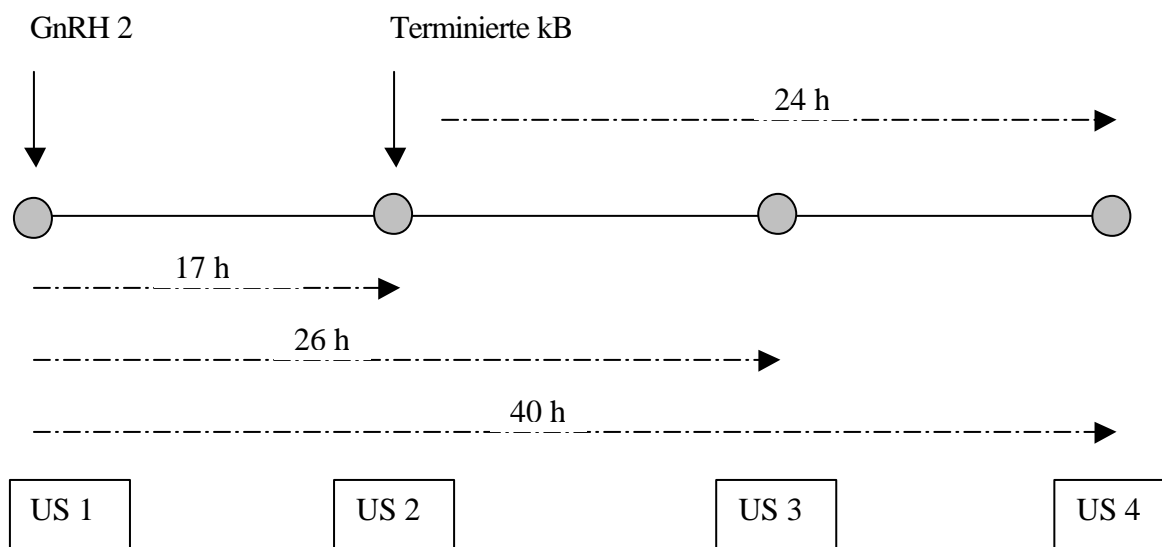 GnRH 2
Terminierte kB
24 h
17 h
26 h
40 h
US 1
US 2
US 3
US 4